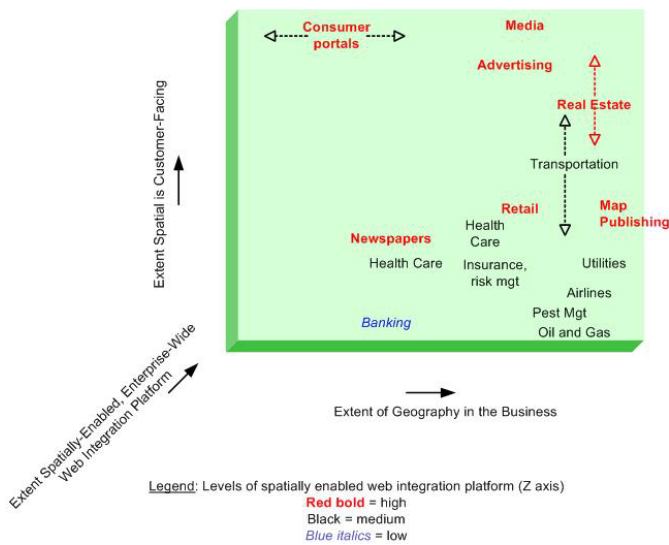 Consumer
portals
Media
Advertising
Real Estate
Transportation
Retail
Map
Publishing
Health
Care
Newspapers
Health Care
Insurance,
risk mgt
Utilities
Airlines
Pest Mgt
Banking
Oil and Gas
Extent Spatial is Customer-Facing
Extent Spatially-Enabled, Enterprise-Wide
Web Integration Platform
Extent of Geography in the Business
Legend: Levels of spatially enabled web integration platform (Z axis)
Red bold = high
Black = medium
Blue italics = low